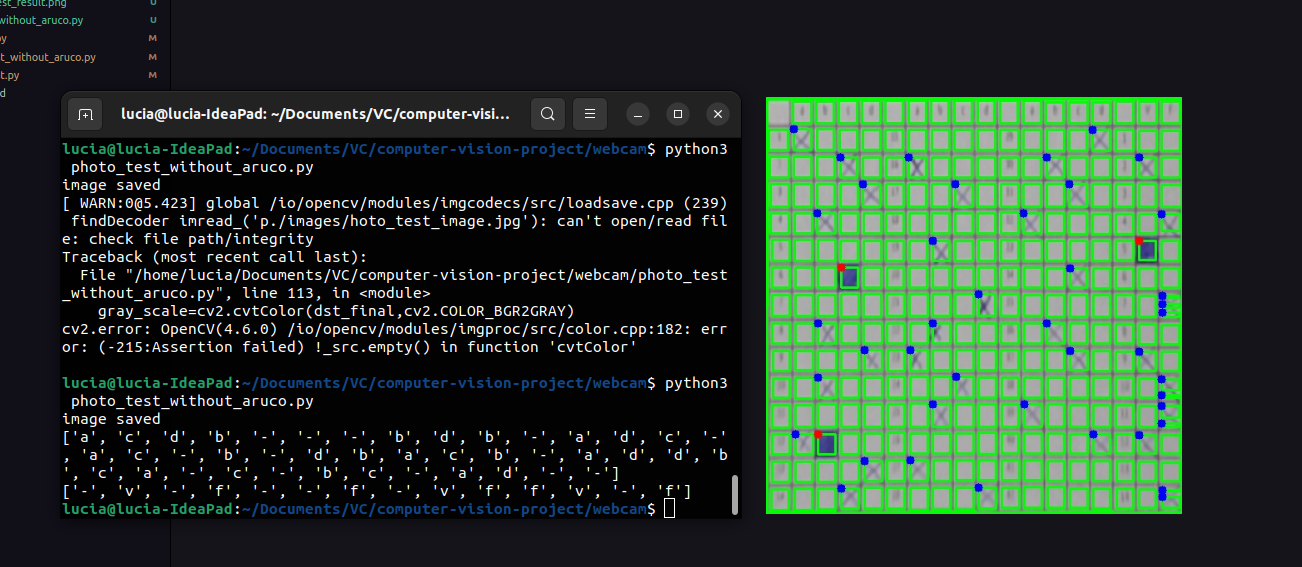 est_result.png U
without_aruco.py U
py M
t_without_aruco.py M
t.py M
d
lucia@lucia-IdeaPad: ~/Documents/VC/computer-visi...
lucia@lucia-IdeaPad:~/Documents/VC/computer-vision-project/webcam$ python3
photo_test_without_aruco.py
image saved
[ WARN:0@5.423] global /io/opencv/modules/imgcodecs/src/loadsave.cpp (239)
findDecoder imread_('p./images/hoto_test_image.jpg'): can't open/read fil
e: check file path/integrity
Traceback (most recent call last):
File "/home/lucia/Documents/VC/computer-vision-project/webcam/photo_test
_without_aruco.py", line 113, in <module>
gray_scale=cv2.cvtColor(dst_final,cv2.COLOR_BGR2GRAY)
cv2.error: OpenCV(4.6.0) /io/opencv/modules/imgproc/src/color.cpp:182: err
or: (-215:Assertion failed) !_src.empty() in function 'cvtColor'
lucia@lucia-IdeaPad:~/Documents/VC/computer-vision-project/webcam$ python3
photo_test_without_aruco.py
image saved
['a', 'c', 'd', 'b', '-', '-', '-', 'b', 'd', 'b', '-', 'a', 'd', 'c', '-'
, 'a', 'c', '-', 'b', '-', 'd', 'b', 'a', 'c', 'b', '-', 'a', 'd', 'd', 'b
', 'c', 'a', '-', 'c', '-', 'b', 'c', '-', 'a', 'd', '-', '-']
['-', 'v', '-', 'f', '-', '-', 'f', '-', 'v', 'f', 'f', 'v', '-', 'f']
lucia@lucia-IdeaPad:~/Documents/VC/computer-vision-project/webcam$